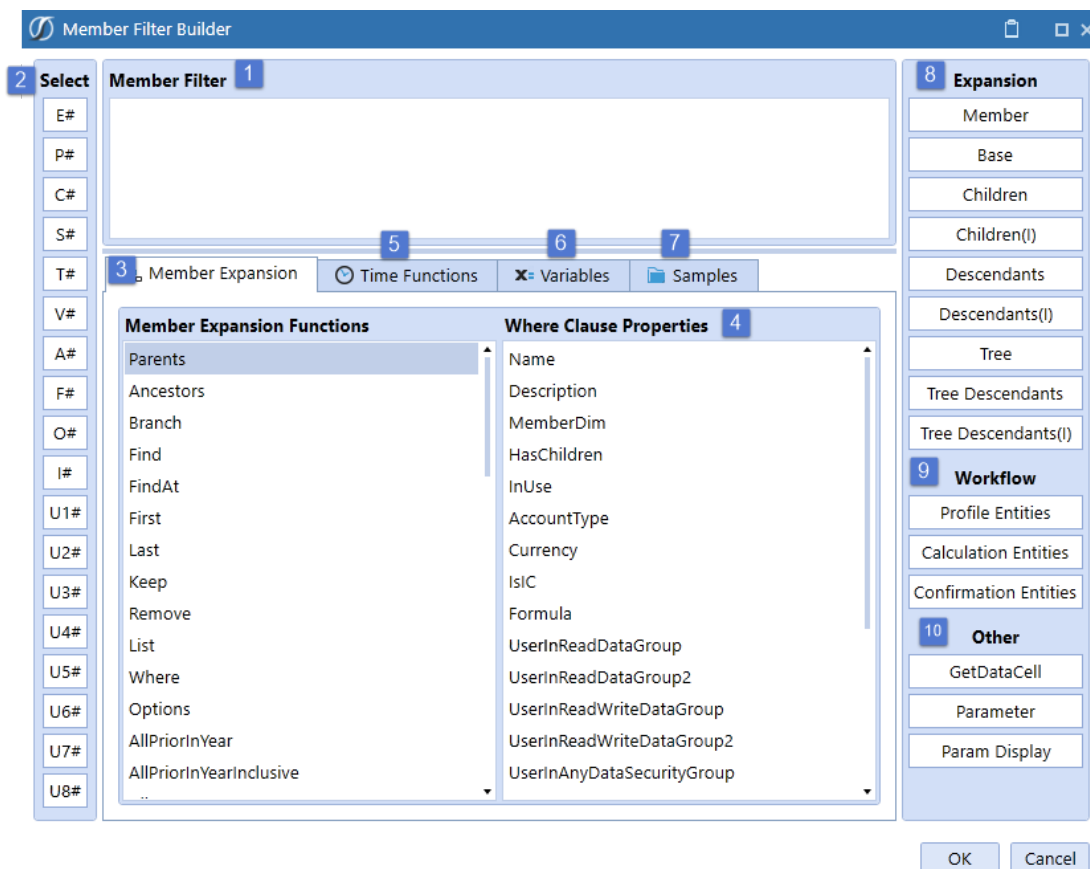 Member Filter Builder
2 Select
E#
P#
C#
S#
T#
V#
A#
F#
O#
I#
U1#
U2#
U3#
U4#
U5#
U6#
U7#
U8#
Member Filter 1
3 Member Expansion
5
Time Functions
6
X= Variables
7
Samples
Member Expansion Functions
Parents
Ancestors
Branch
Find
FindAt
First
Last
Keep
Remove
List
Where
Options
AllPriorInYear
AllPriorInYearInclusive
Where Clause Properties 4
Name
Description
MemberDim
HasChildren
InUse
AccountType
Currency
IsIC
Formula
UserInReadDataGroup
UserInReadDataGroup2
UserInReadWriteDataGroup
UserInReadWriteDataGroup2
UserInAnyDataSecurityGroup
8 Expansion
Member
Base
Children
Children(I)
Descendants
Descendants(I)
Tree
Tree Descendants
Tree Descendants(I)
9 Workflow
Profile Entities
Calculation Entities
Confirmation Entities
10 Other
GetDataCell
Parameter
Param Display
OK
Cancel